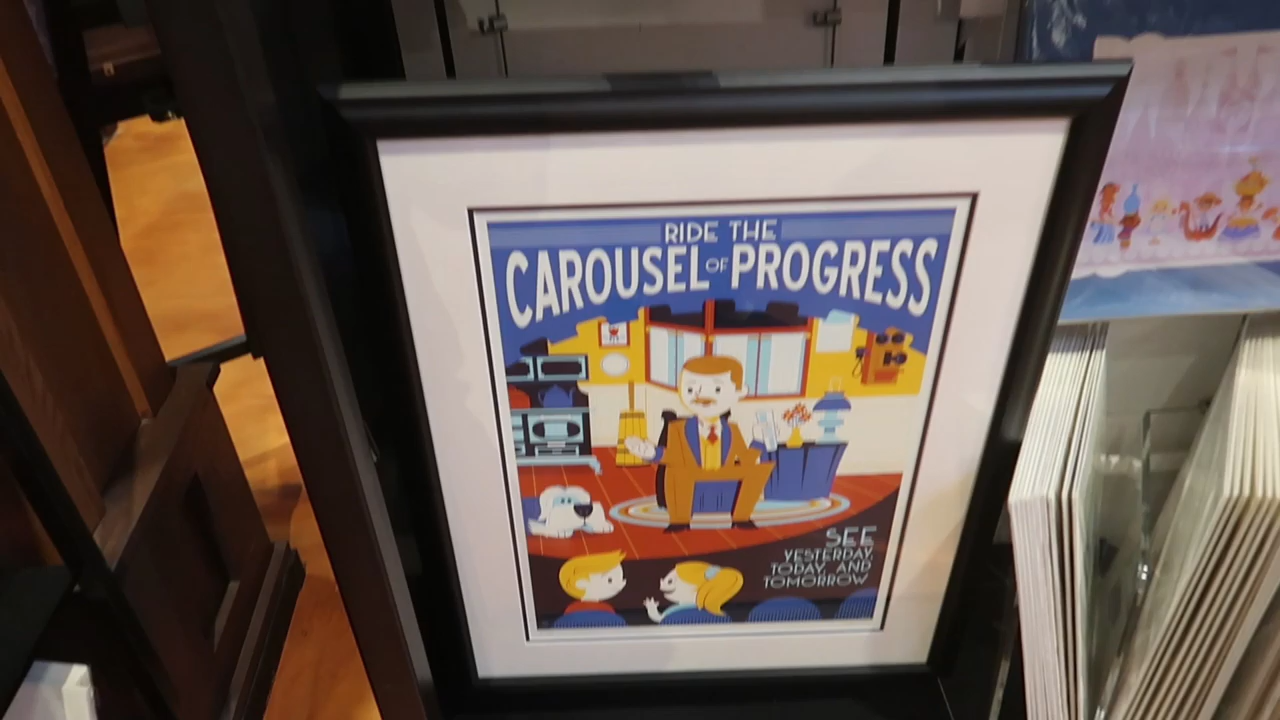 RIDE THE
CAROUSEL OF PROGRESS
SEE
YESTERDAY,
TODAY, AND
TOMORROW